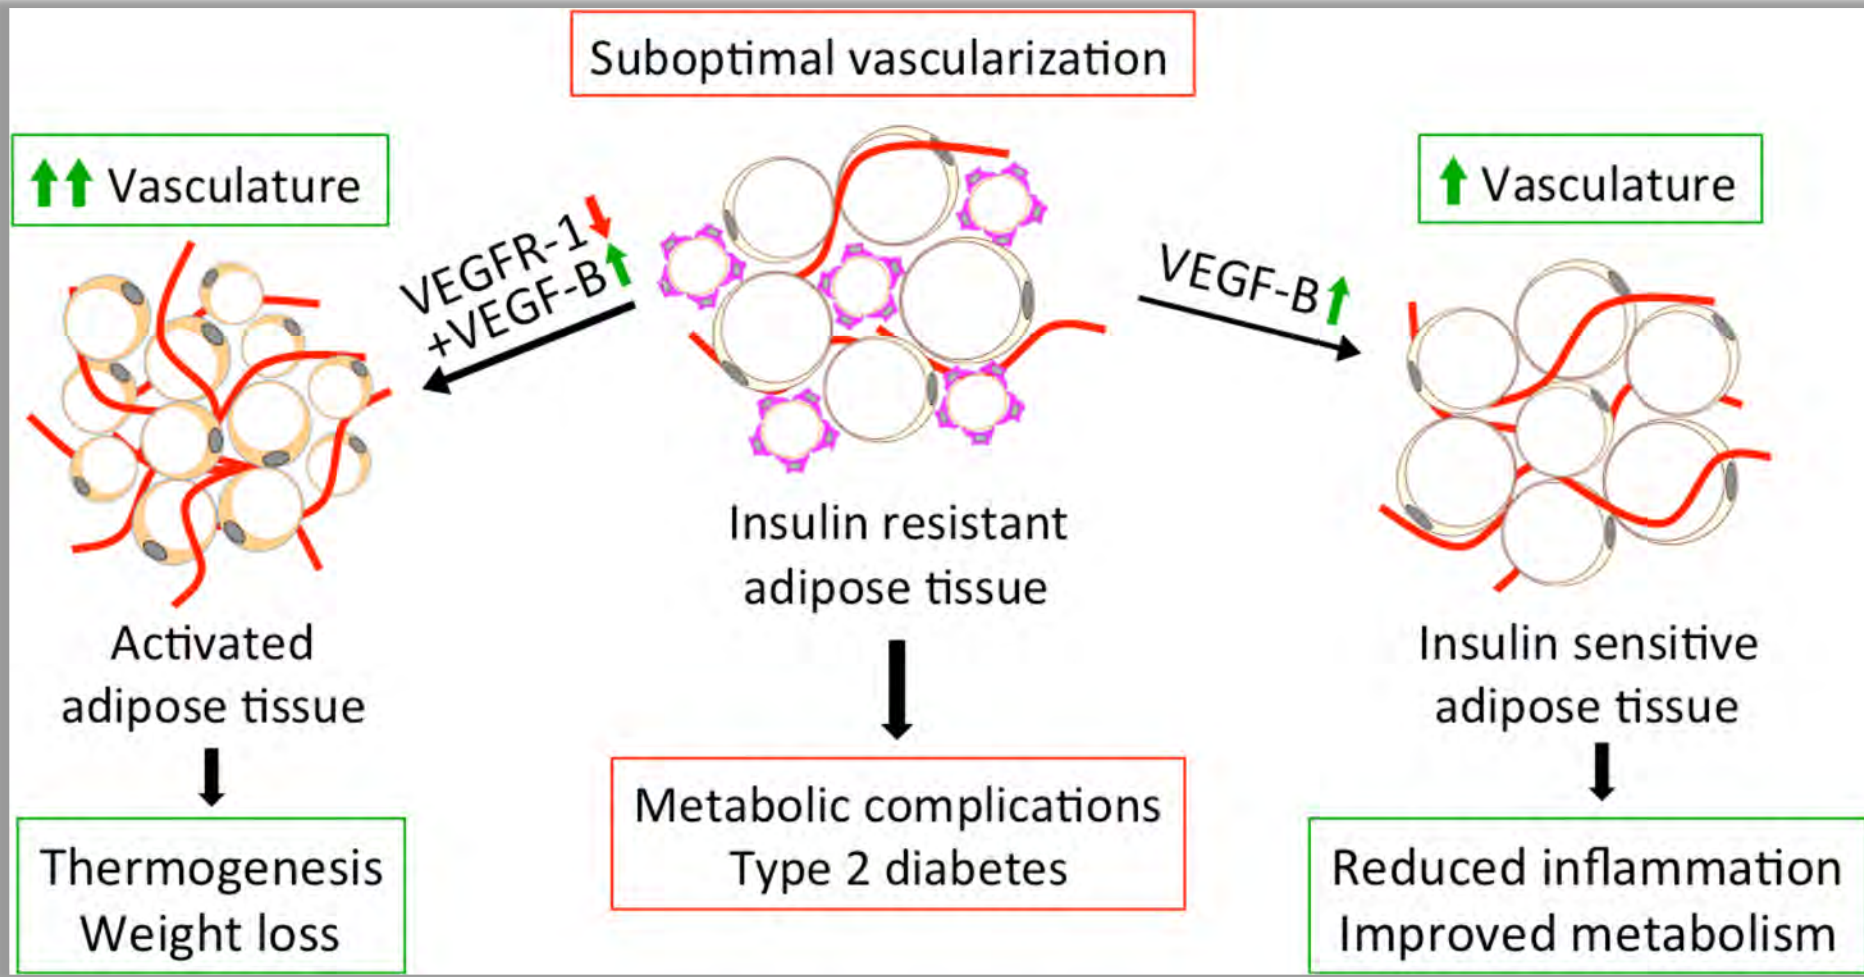 Suboptimal vascularization
Vasculature
VEGFR-1
+VEGF-B
Activated
adipose tissue
Thermogenesis
Weight loss
Insulin resistant
adipose tissue
Metabolic complications
Type 2 diabetes
Vasculature
VEGF-B
Insulin sensitive
adipose tissue
Reduced inflammation
Improved metabolism